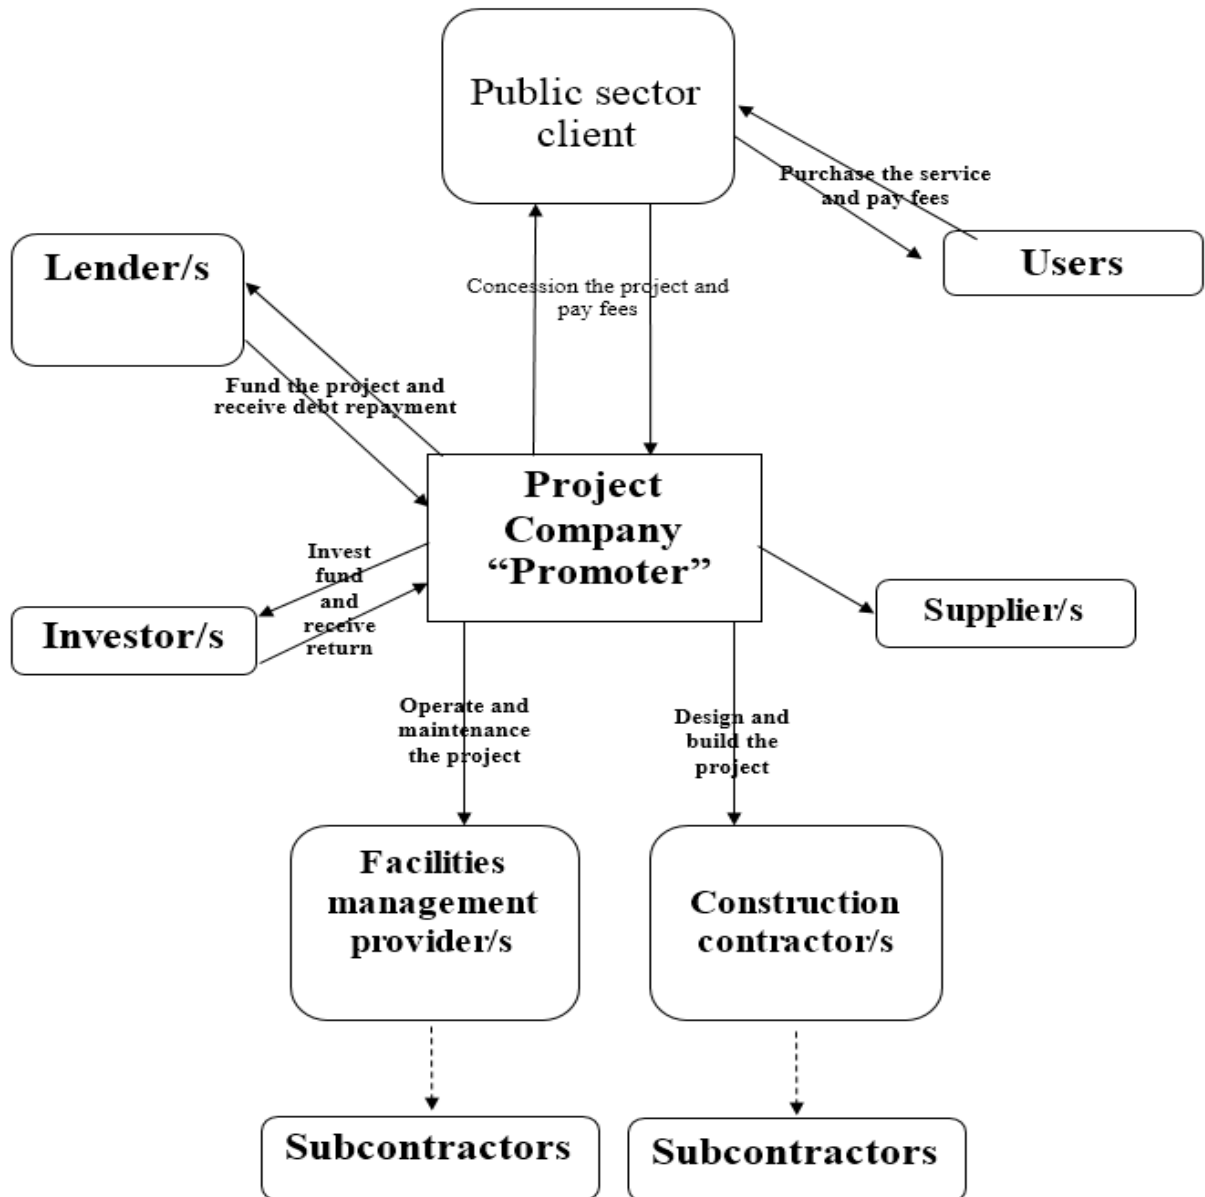 Public sector
client
Purchase the service
and pay fees
Users
Lender/s
Concession the project and
pay fees
Fund the project and
receive debt repayment
Project
Company
“Promoter”
Invest
fund
and
receive
return
Investor/s
Supplier/s
Operate and
maintenance
the project
Design and
build the
project
Facilities
management
provider/s
Construction
contractor/s
Subcontractors
Subcontractors